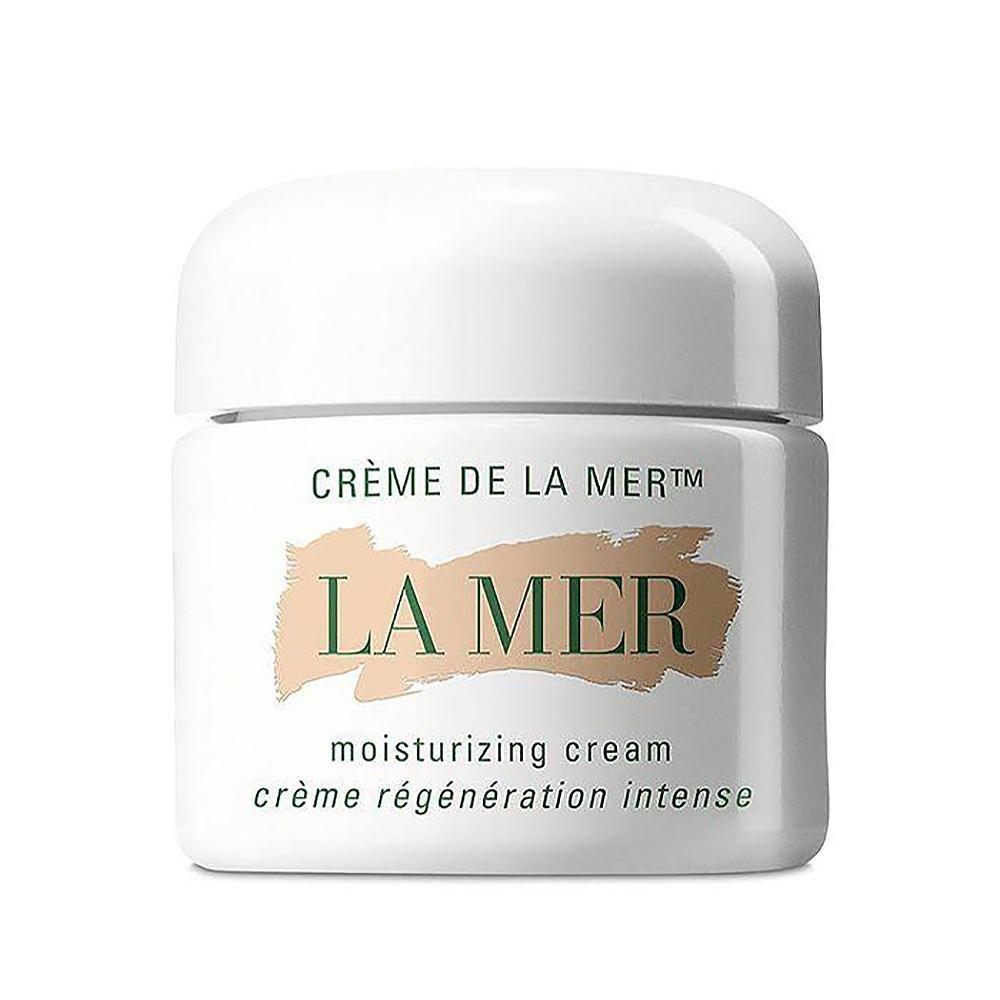 CRÈME DE LA MER™
LA MER
moisturizing cream
crème régénération intense